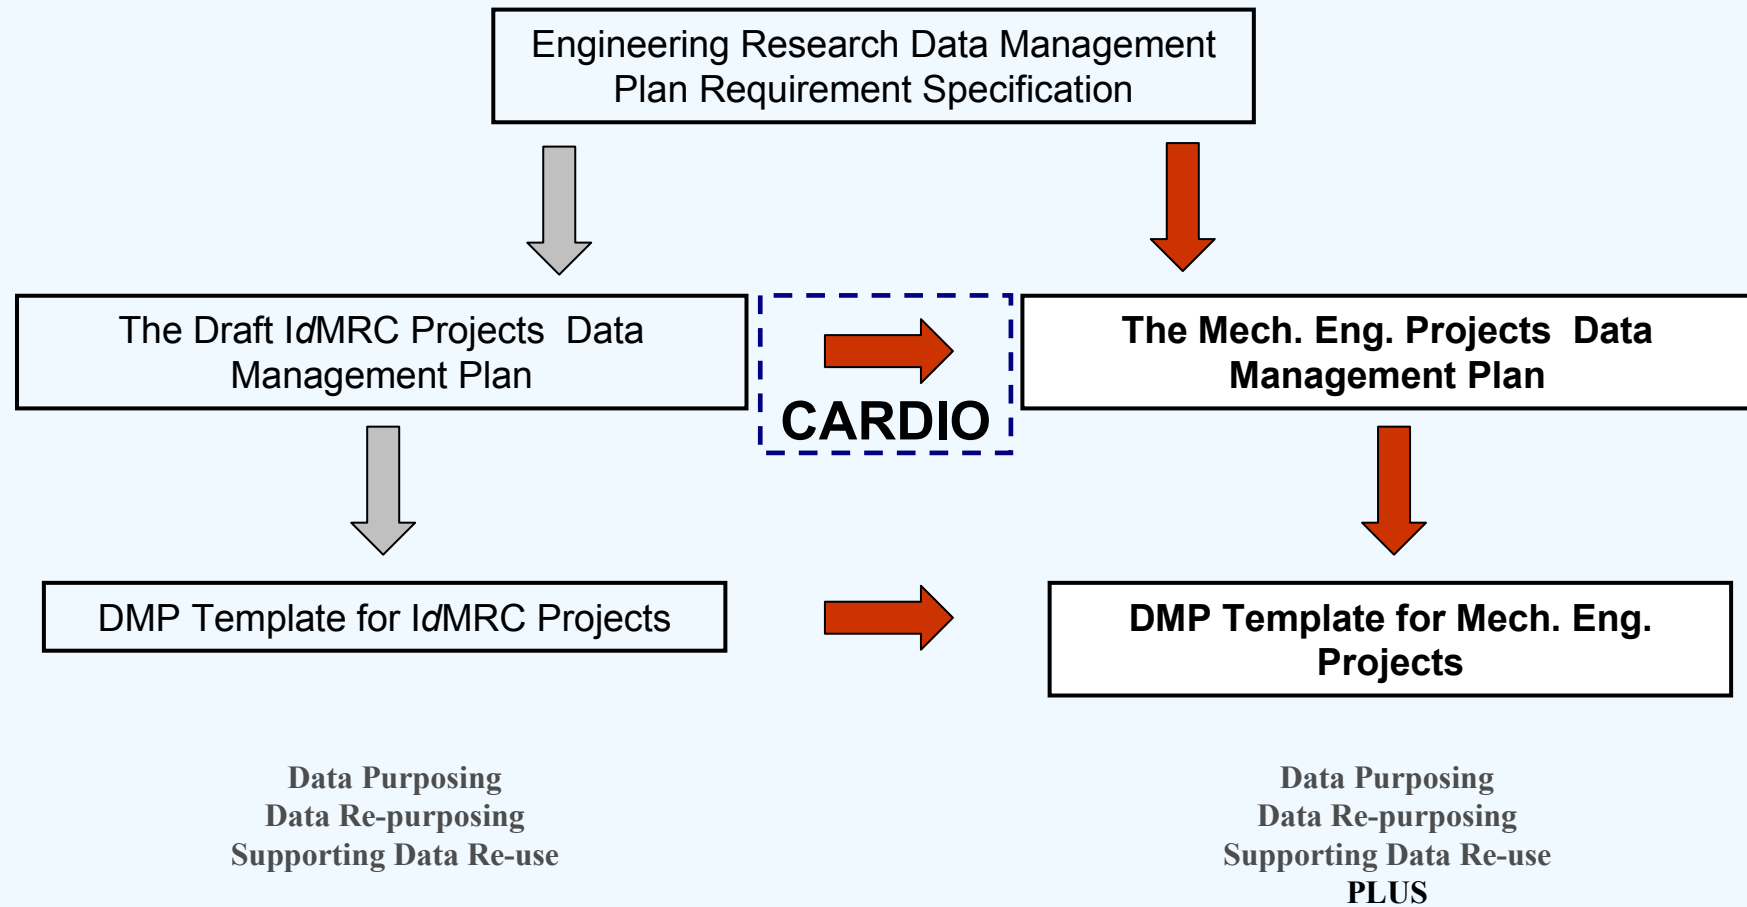 Engineering Research Data Management
Plan Requirement Specification
The Draft IdMRC Projects  Data
Management Plan
CARDIO
The Mech. Eng. Projects  Data
Management Plan
DMP Template for IdMRC Projects
DMP Template for Mech. Eng.
Projects
Data Purposing
Data Re-purposing
Supporting Data Re-use
Data Purposing
Data Re-purposing
Supporting Data Re-use
PLUS